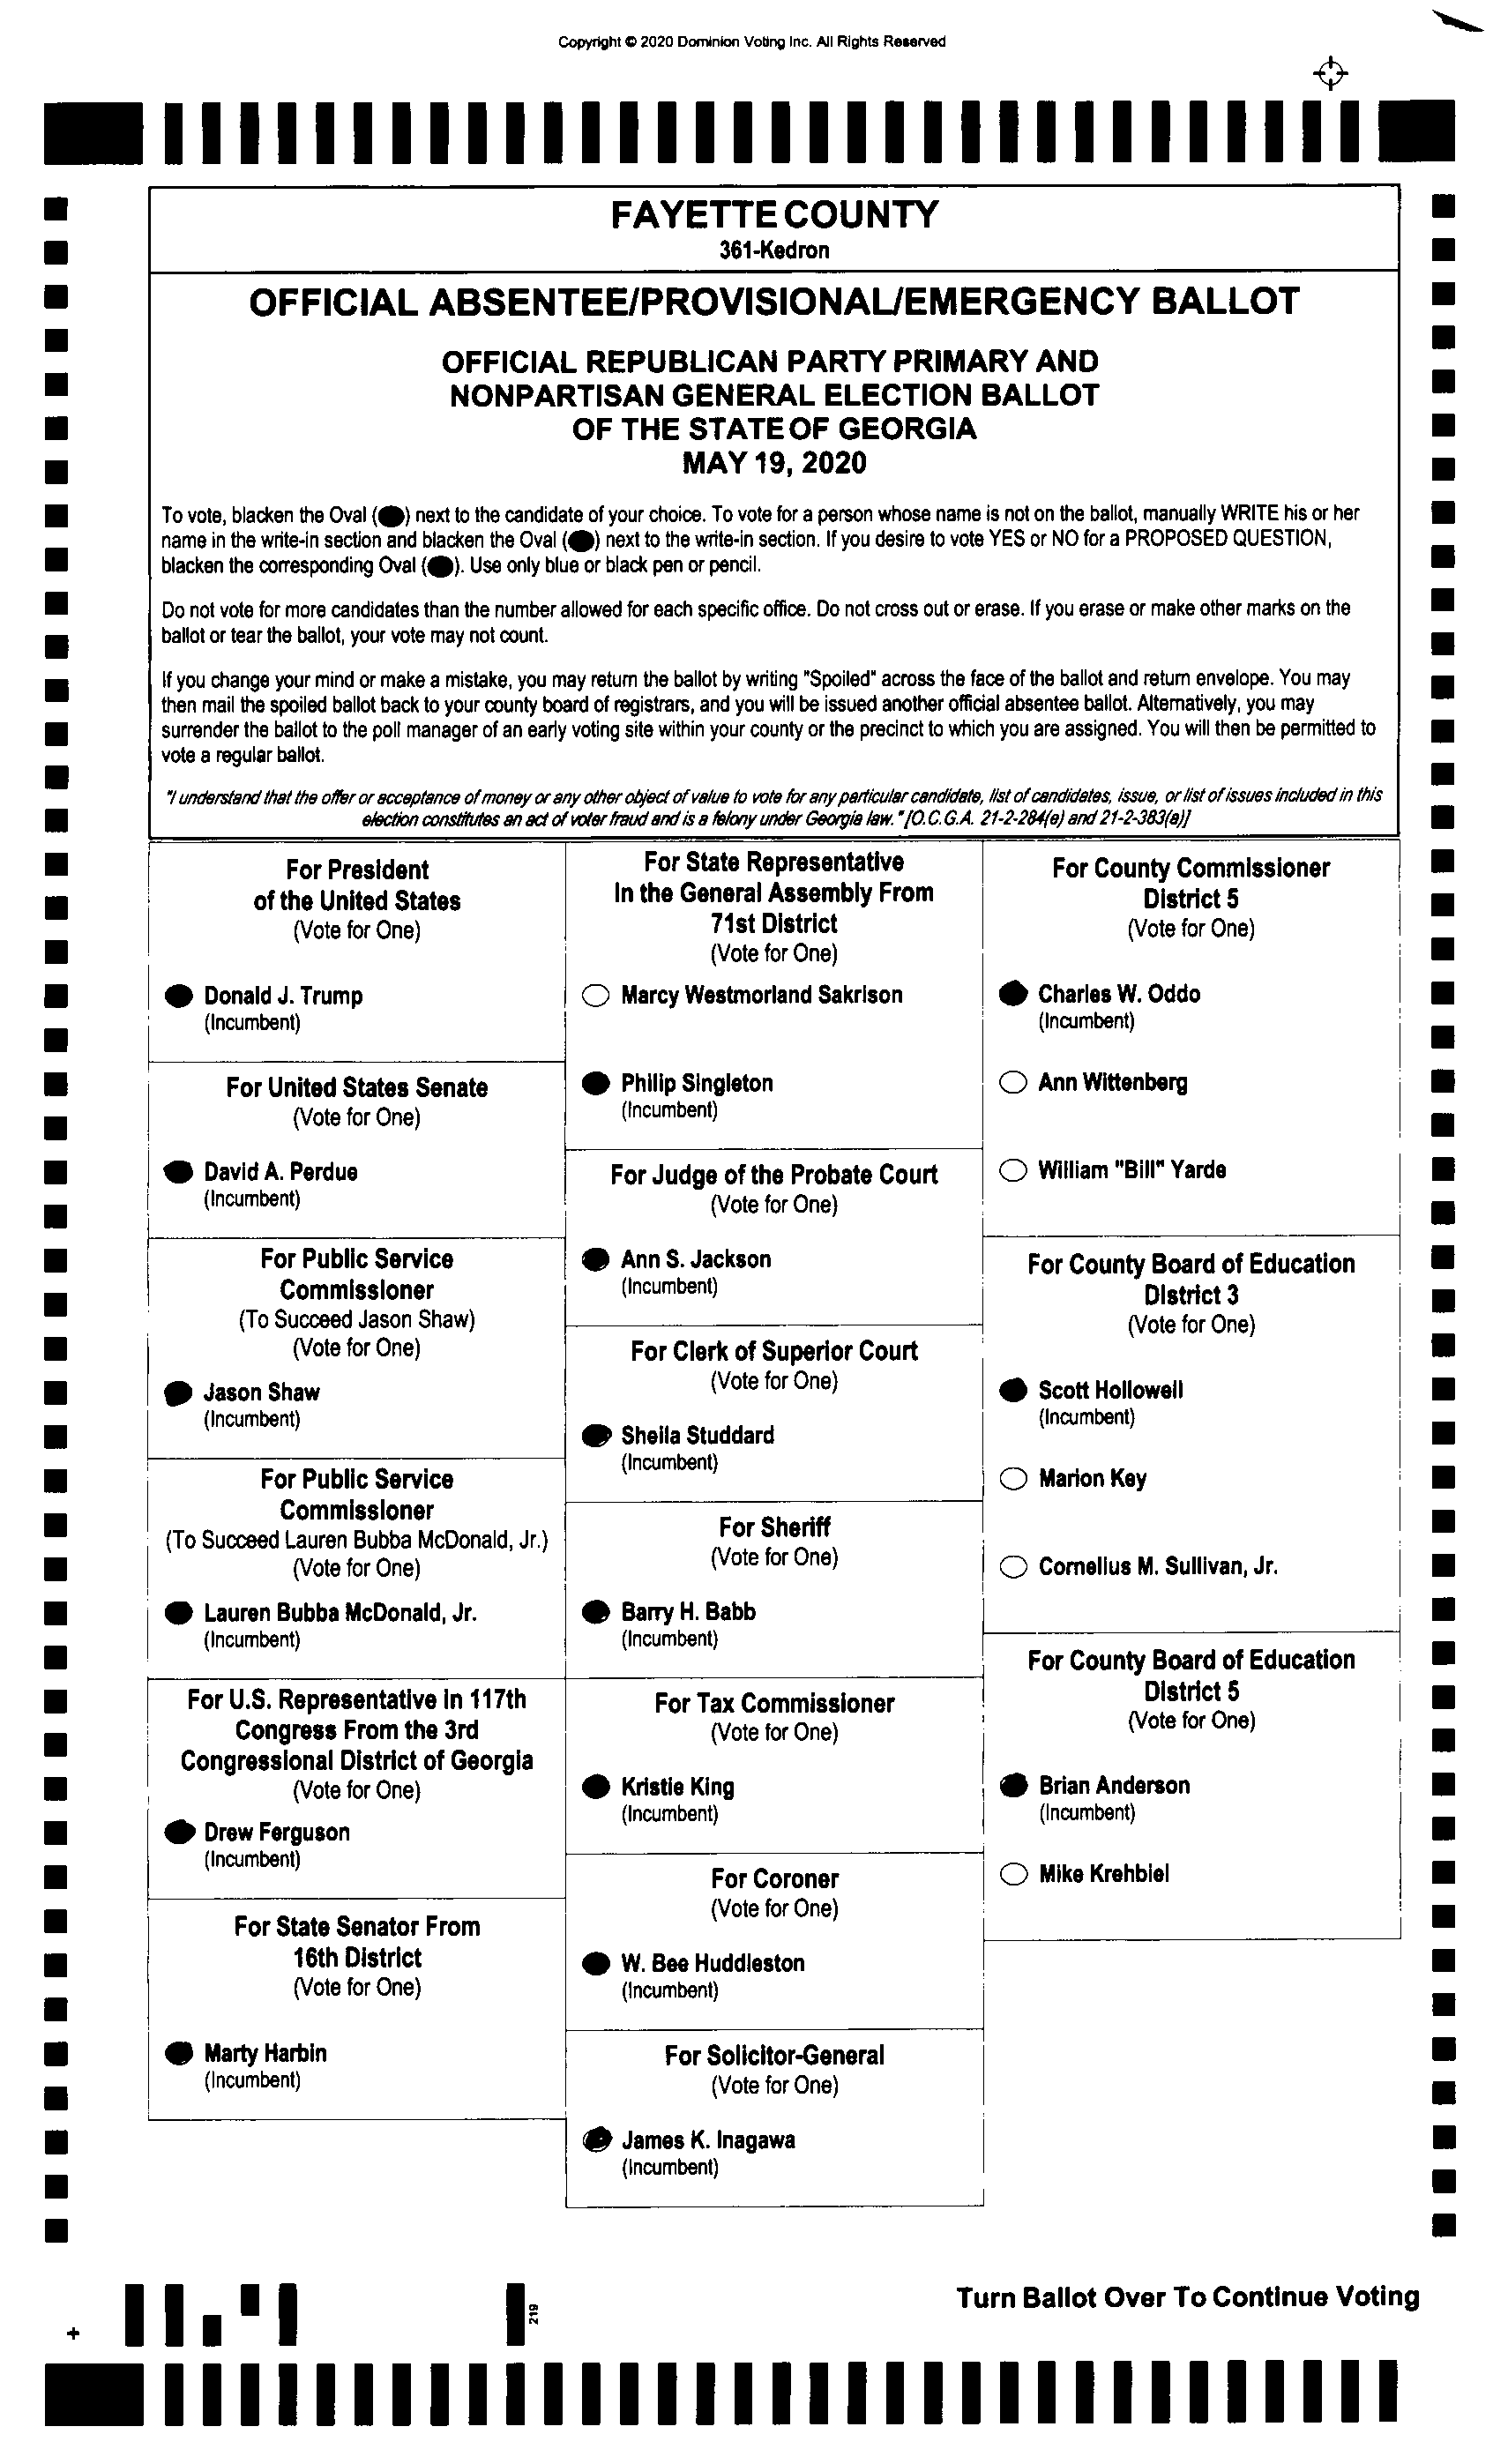 Copyright © 2020 Dominion Voting Inc. All Rights Reserved
FAYETTE COUNTY
361-Kedron
OFFICIAL ABSENTEE/PROVISIONAL/EMERGENCY BALLOT
OFFICIAL REPUBLICAN PARTY PRIMARY AND
NONPARTISAN GENERAL ELECTION BALLOT
OF THE STATE OF GEORGIA
MAY 19, 2020
To vote, blacken the Oval (⬬) next to the candidate of your choice. To vote for a person whose name is not on the ballot, manually WRITE his or her
name in the write-in section and blacken the Oval (⬬) next to the write-in section. If you desire to vote YES or NO for a PROPOSED QUESTION,
blacken the corresponding Oval (⬬). Use only blue or black pen or pencil.
Do not vote for more candidates than the number allowed for each specific office. Do not cross out or erase. If you erase or make other marks on the
ballot or tear the ballot, your vote may not count.
If you change your mind or make a mistake, you may return the ballot by writing "Spoiled" across the face of the ballot and return envelope. You may
then mail the spoiled ballot back to your county board of registrars, and you will be issued another official absentee ballot. Alternatively, you may
surrender the ballot to the poll manager of an early voting site within your county or the precinct to which you are assigned. You will then be permitted to
vote a regular ballot.
"I understand that the offer or acceptance of money or any other object of value to vote for any particular candidate, list of candidates, issue, or list of issues included in this
election constitutes an act of voter fraud and is a felony under Georgia law." [O.C.G.A. 21-2-284(e) and 21-2-383(a)]
For President
of the United States
(Vote for One)
Donald J. Trump
(Incumbent)
For United States Senate
(Vote for One)
David A. Perdue
(Incumbent)
For Public Service
Commissioner
(To Succeed Jason Shaw)
(Vote for One)
Jason Shaw
(Incumbent)
For Public Service
Commissioner
(To Succeed Lauren Bubba McDonald, Jr.)
(Vote for One)
Lauren Bubba McDonald, Jr.
(Incumbent)
For U.S. Representative in 117th
Congress From the 3rd
Congressional District of Georgia
(Vote for One)
Drew Ferguson
(Incumbent)
For State Senator From
16th District
(Vote for One)
Marty Harbin
(Incumbent)
For State Representative
In the General Assembly From
71st District
(Vote for One)
Marcy Westmorland Sakrison
Philip Singleton
(Incumbent)
For Judge of the Probate Court
(Vote for One)
Ann S. Jackson
(Incumbent)
For Clerk of Superior Court
(Vote for One)
Sheila Studdard
(Incumbent)
For Sheriff
(Vote for One)
Barry H. Babb
(Incumbent)
For Tax Commissioner
(Vote for One)
Kristie King
(Incumbent)
For Coroner
(Vote for One)
W. Bee Huddleston
(Incumbent)
For Solicitor-General
(Vote for One)
James K. Inagawa
(Incumbent)
For County Commissioner
District 5
(Vote for One)
Charles W. Oddo
(Incumbent)
Ann Wittenberg
William "Bill" Yarde
For County Board of Education
District 3
(Vote for One)
Scott Hollowell
(Incumbent)
Marion Key
Cornelius M. Sullivan, Jr.
For County Board of Education
District 5
(Vote for One)
Brian Anderson
(Incumbent)
Mike Krehbiel
Turn Ballot Over To Continue Voting
219